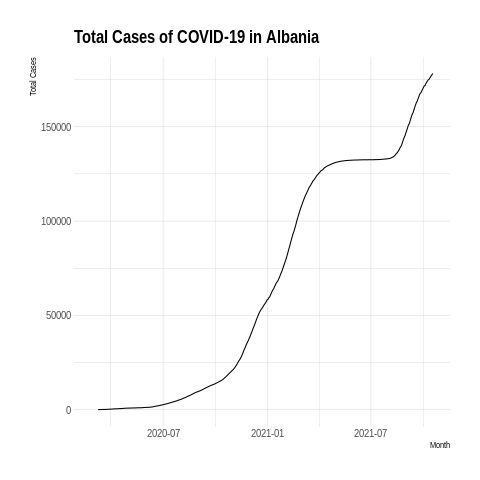 Total Cases of COVID-19 in Albania
Total Cases
150000
100000
50000
0
2020-07 2021-01 2021-07
Month